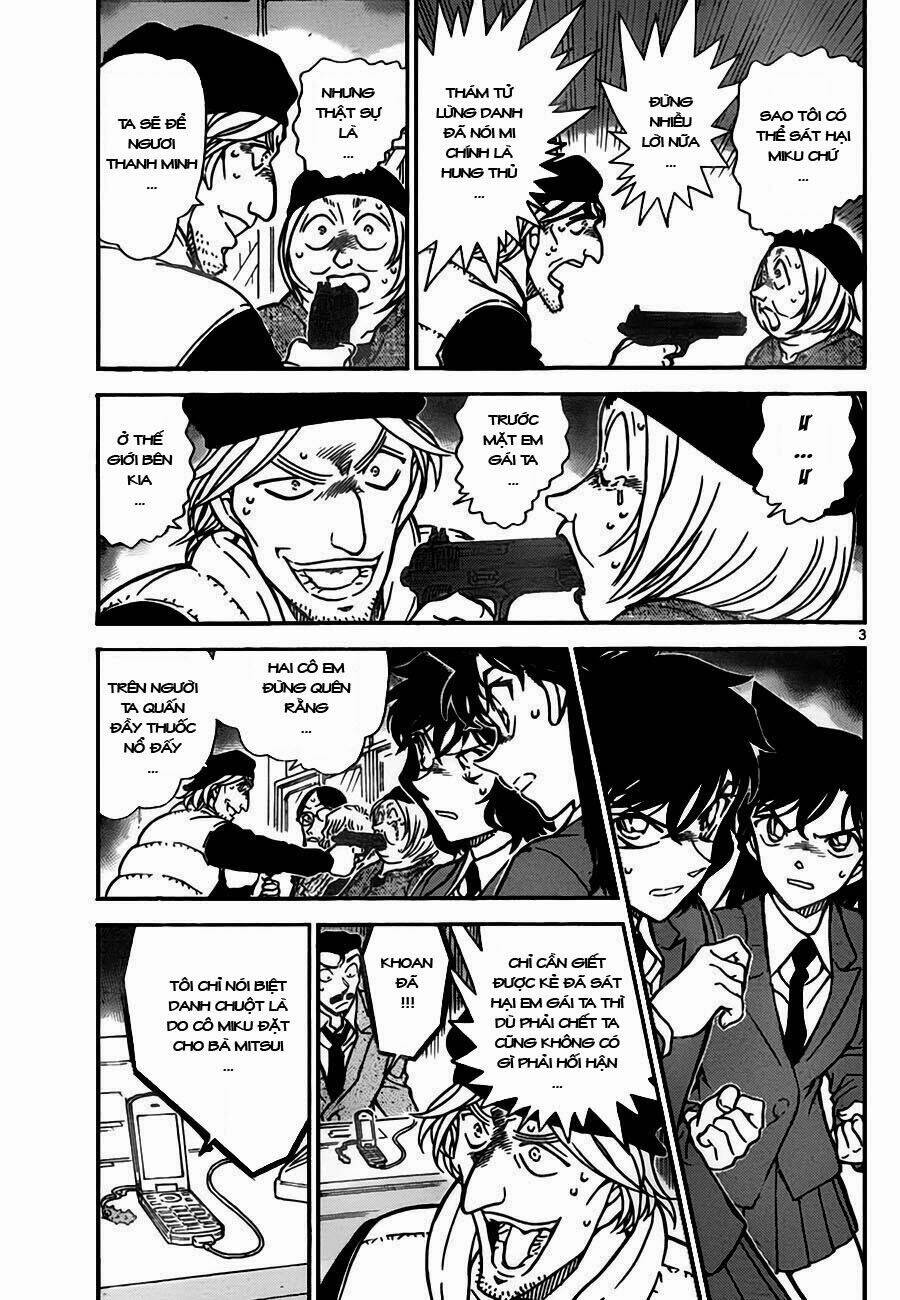 SAO TÔI CÓ
THỂ SÁT HẠI
MIKU CHỨ
...
ĐỪNG
NHIỀU
LỜI NỮA
...
THÁM TỬ
LỪNG DANH
ĐÃ NÓI MI
CHÍNH LÀ
HUNG THỦ
...
NHƯNG
THẬT SỰ
LÀ
...
TA SẼ ĐỂ
NGƯƠI
THANH MINH
...
Ư
...
Ư
TRƯỚC
MẶT EM
GÁI TA
...
Ở THẾ
GIỚI BÊN
KIA
...
3
HAI CÔ EM
ĐỪNG QUÊN
RẰNG
...
TRÊN NGƯỜI
TA QUẤN
ĐẦY THUỐC
NỔ ĐẤY
...
CHỈ CẦN GIẾT
ĐƯỢC KẺ ĐÃ SÁT
HẠI EM GÁI TA THÌ
DÙ PHẢI CHẾT TA
CŨNG KHÔNG CÓ
GÌ PHẢI HỐI HẬN
...
KHOAN
ĐÃ
!!!
TÔI CHỈ NÓI BIỆT
DANH CHUỘT LÀ
DO CÔ MIKU ĐẶT
CHO BÀ MITSUI
...